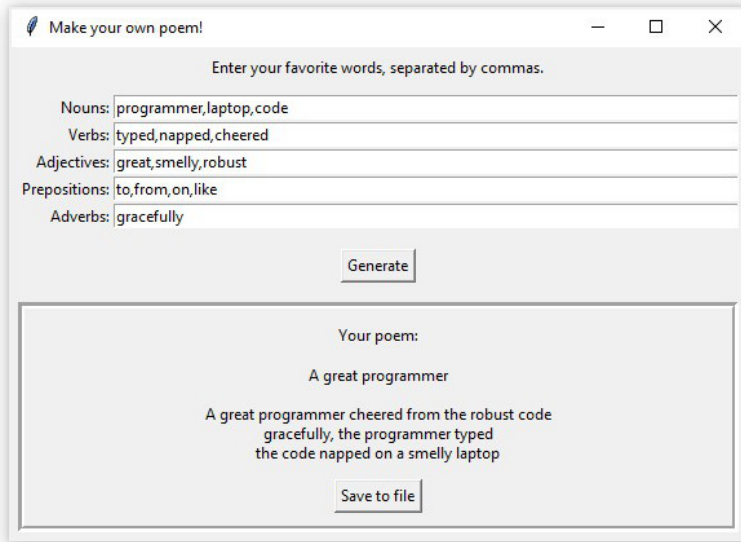 Make your own poem!
Enter your favorite words, separated by commas.
Nouns: programmer,laptop,code
Verbs: typed,napped,cheered
Adjectives: great,smelly,robust
Prepositions: to,from,on,like
Adverbs: gracefully
Generate
Your poem:
A great programmer
A great programmer cheered from the robust code
gracefully, the programmer typed
the code napped on a smelly laptop
Save to file